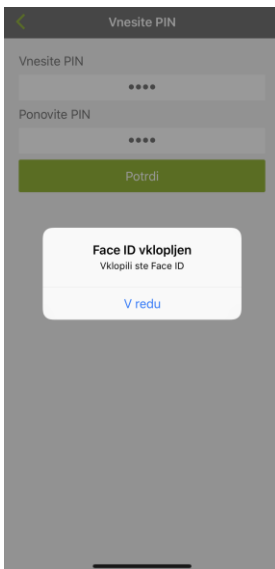 Vnesite PIN
Vnesite PIN
••••
Ponovite PIN
••••
Potrdi
Face ID vklopljen
Vklopili ste Face ID
V redu